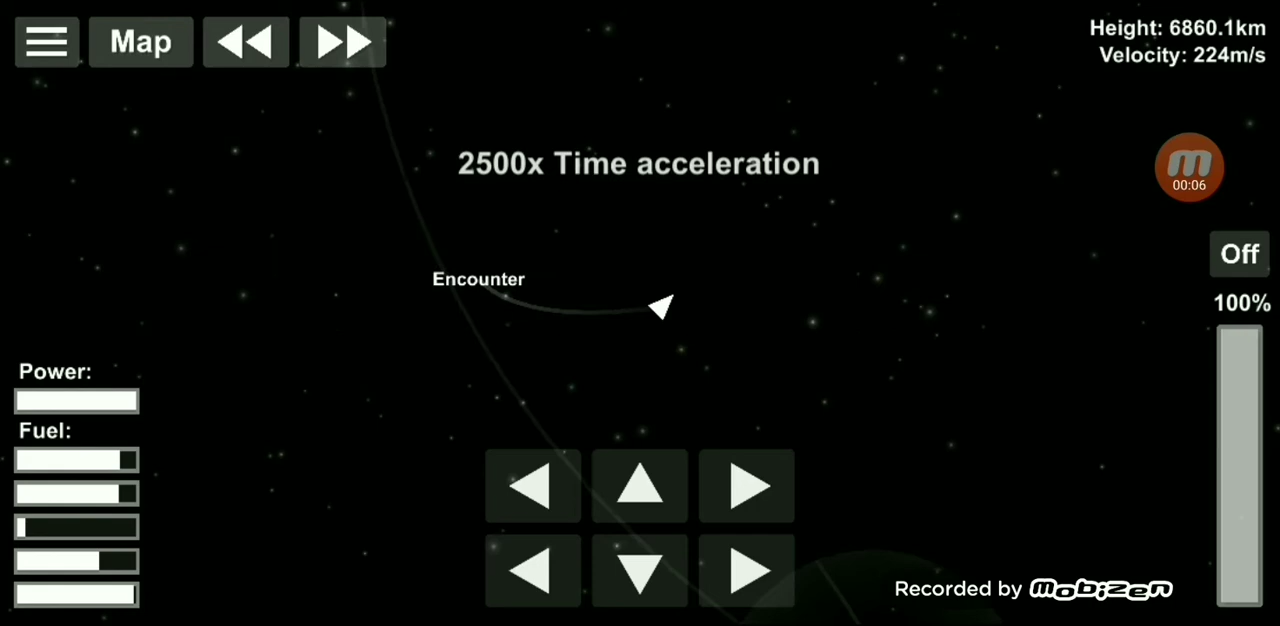 Map
Height: 6860.1km
Velocity: 224m/s
2500x Time acceleration
m
00:06
Off
Encounter
100%
Power:
Fuel:
Recorded by Mobizen